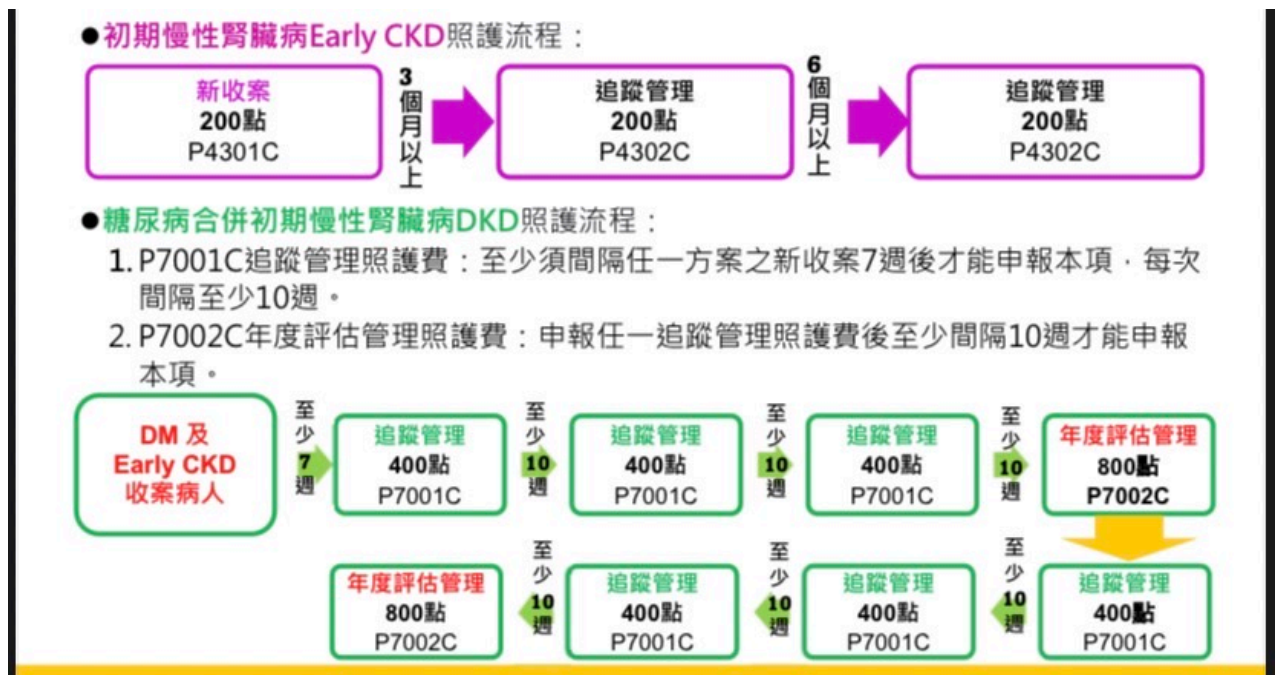 ●初期慢性腎臟病Early CKD照護流程：
新收案
200點
P4301C
3個月以上
追蹤管理
200點
P4302C
6個月以上
追蹤管理
200點
P4302C
●糖尿病合併初期慢性腎臟病DKD照護流程：
1. P7001C追蹤管理照護費：至少須間隔任一方案之新收案7週後才能申報本項，每次
間隔至少10週。
2. P7002C年度評估管理照護費：申報任一追蹤管理照護費後至少間隔10週才能申報
本項。
DM 及
Early CKD
收案病人
至少7週
追蹤管理
400點
P7001C
至少10週
追蹤管理
400點
P7001C
至少10週
追蹤管理
400點
P7001C
至少10週
年度評估管理
800點
P7002C
追蹤管理
400點
P7001C
至少10週
追蹤管理
400點
P7001C
至少10週
追蹤管理
400點
P7001C
至少10週
年度評估管理
800點
P7002C